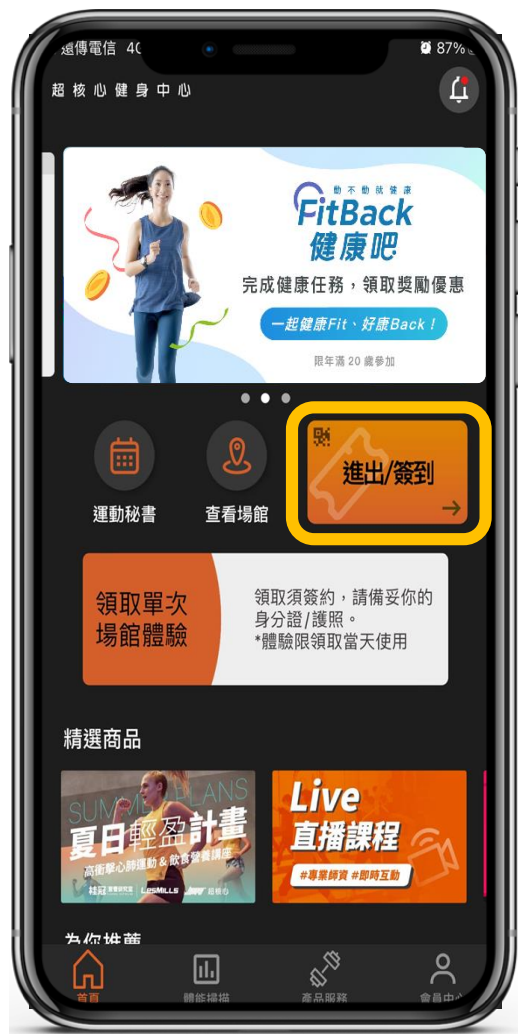 遠傳電信 4G
87%
超核心健身中心
動不動就健康
FitBack
健康吧
完成健康任務，領取獎勵優惠
一起健康Fit、好康Back！
限年滿 20 歲參加
運動秘書
查看場館
進出/簽到
領取單次
場館體驗
領取須簽約，請備妥你的
身分證/護照。
*體驗限領取當天使用
精選商品
SUMMER PLANS
夏日輕盈計畫
高衝擊心肺運動 & 飲食營養講座
桂冠
LESMILLS
超核心
Live
直播課程
#專業師資 #即時互動
為你推薦
首頁
體能掃描
產品服務
會員中心